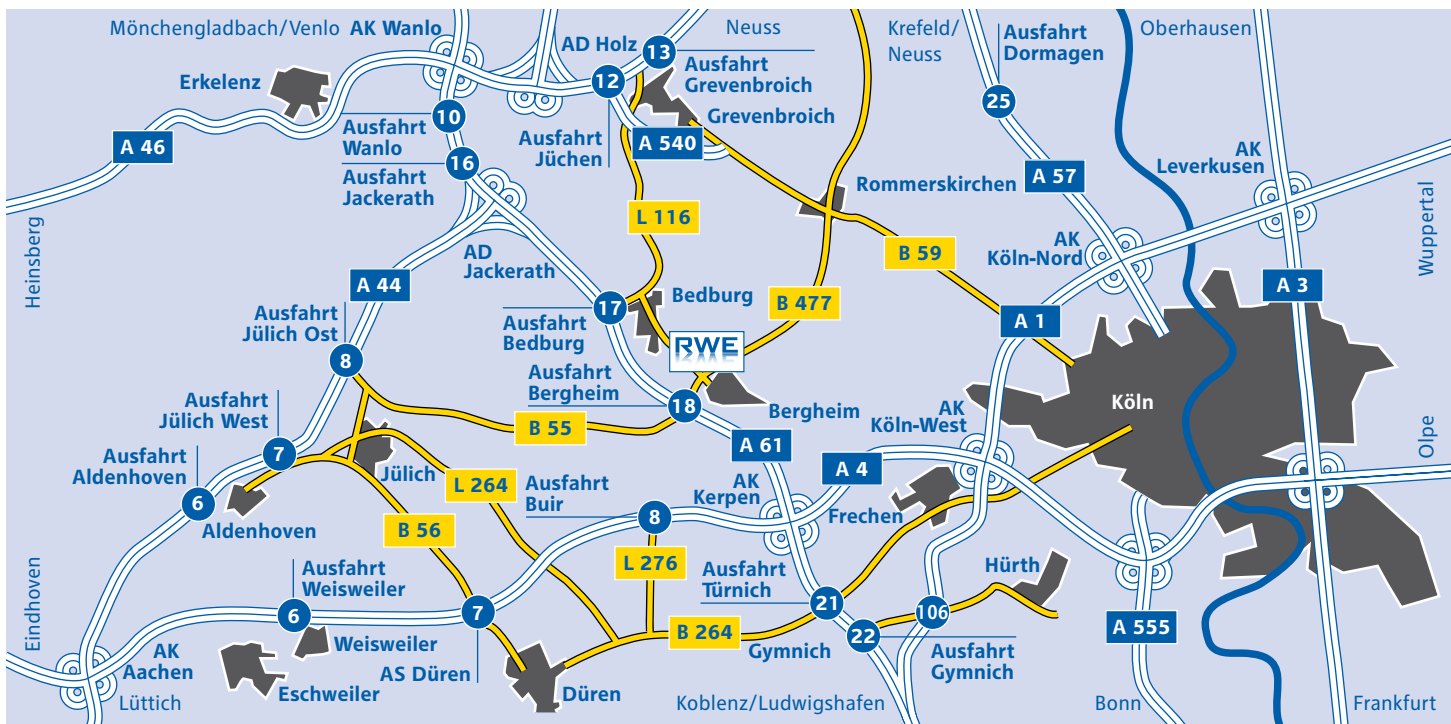 Mönchengladbach/Venlo
AK Wanlo
AD Holz
13
Neuss
Krefeld/
Neuss
Ausfahrt
Dormagen
Oberhausen
Erkelenz
12
Ausfahrt
Grevenbroich
Grevenbroich
25
10
Ausfahrt
Wanlo
Ausfahrt
Jüchen
A 540
A 46
16
Ausfahrt
Jackerath
AK
Leverkusen
Rommerskirchen
A 57
L 116
B 59
AK
Köln-Nord
Wuppertal
Heinsberg
AD
Jackerath
A 44
A 3
Bedburg
B 477
17
A 1
Ausfahrt
Jülich Ost
Ausfahrt
Bedburg
RWE
8
Ausfahrt
Bergheim
18
Bergheim
Köln
AK
Köln-West
Ausfahrt
Jülich West
B 55
A 61
7
Ausfahrt
Aldenhoven
Jülich
A 4
Olpe
L 264
Ausfahrt
Buir
AK
Kerpen
6
8
Frechen
Aldenhoven
B 56
L 276
Hürth
Ausfahrt
Türnich
Ausfahrt
Weisweiler
Eindhoven
6
7
21
106
22
B 264
A 555
Weisweiler
Gymnich
Ausfahrt
Gymnich
AK
Aachen
AS Düren
Eschweiler
Düren
Lüttich
Koblenz/Ludwigshafen
Bonn
Frankfurt